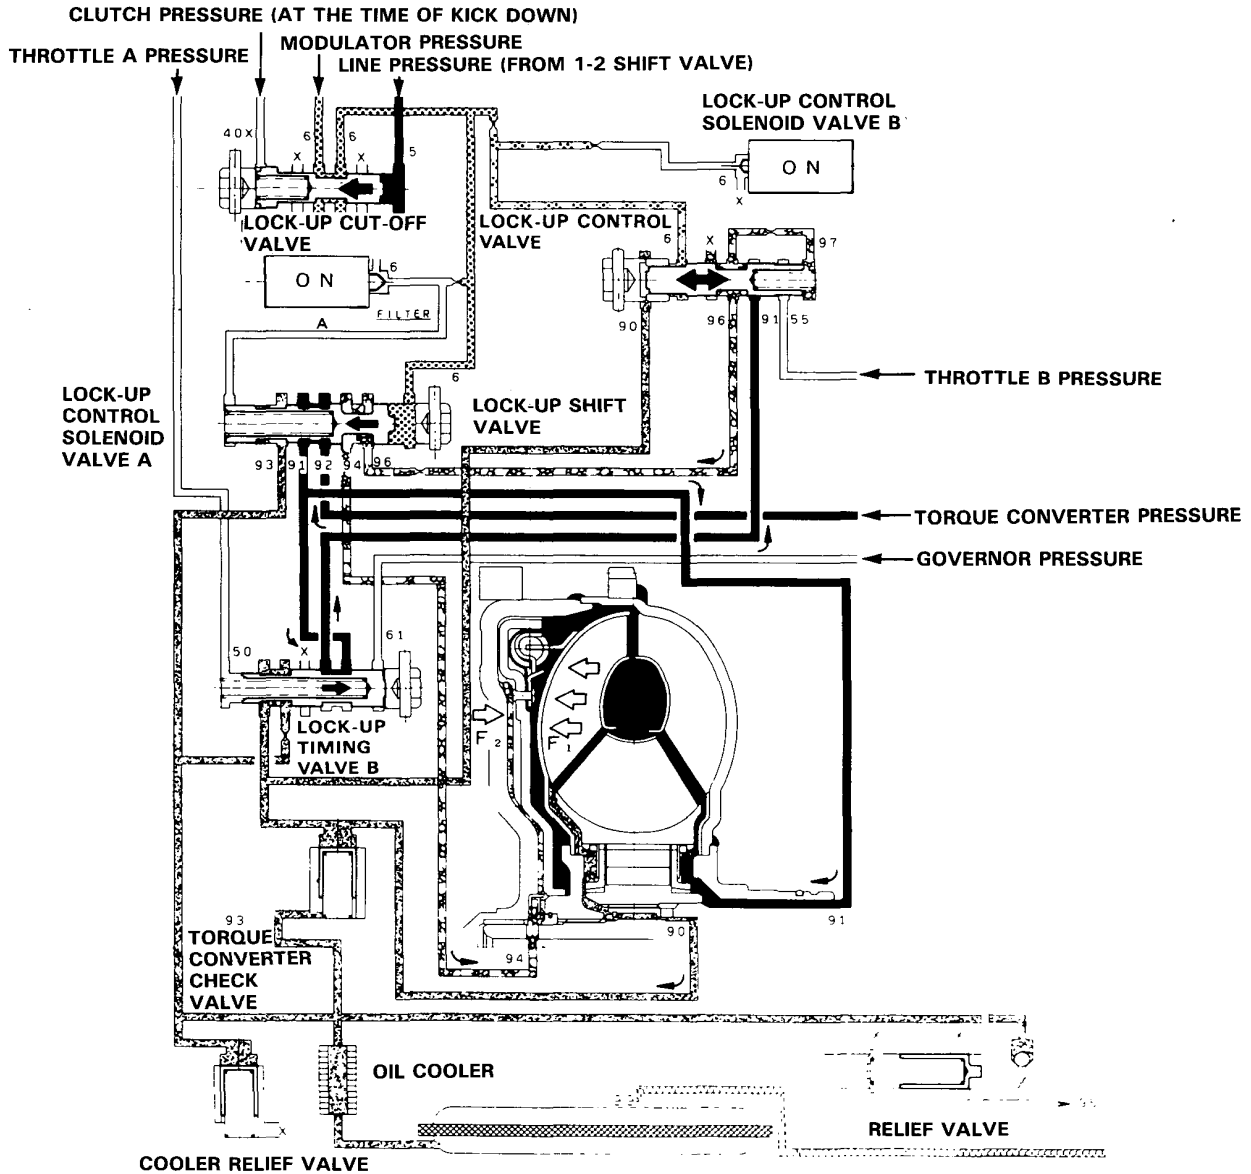 CLUTCH PRESSURE (AT THE TIME OF KICK DOWN)
THROTTLE A PRESSURE
MODULATOR PRESSURE
LINE PRESSURE (FROM 1-2 SHIFT VALVE)
LOCK-UP CONTROL
SOLENOID VALVE B
40X
6
6
5
X
X
ON
6
X
LOCK-UP CUT-OFF
VALVE
LOCK-UP CONTROL
VALVE
6
X
97
ON
6
FILTER
A
90
96
91
55
THROTTLE B PRESSURE
6
LOCK-UP
CONTROL
SOLENOID
VALVE A
LOCK-UP SHIFT
VALVE
93
91
92
94
96
TORQUE CONVERTER PRESSURE
GOVERNOR PRESSURE
50
X
61
LOCK-UP
TIMING
VALVE B
F2
F1
93
TORQUE
CONVERTER
CHECK
VALVE
94
90
91
E
OIL COOLER
X
RELIEF VALVE
COOLER RELIEF VALVE